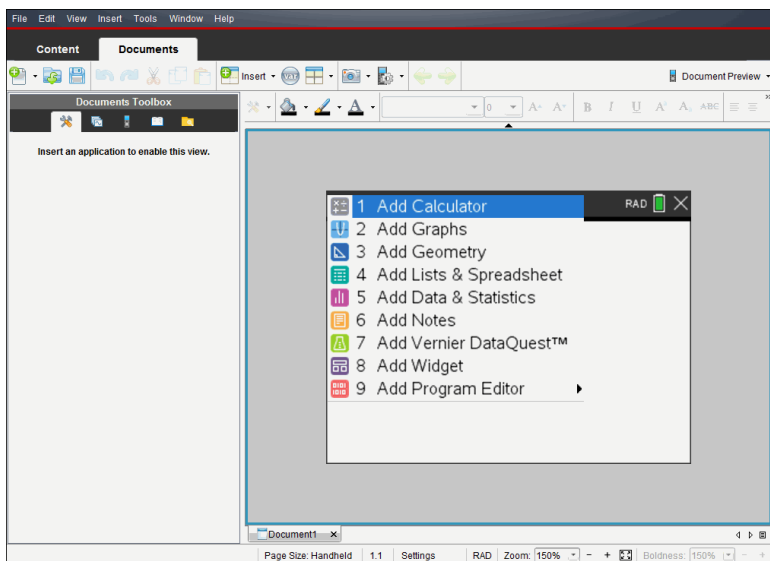 File Edit View Insert Tools Window Help
Content Documents
Insert VAR Document Preview
Documents Toolbox
0 A- A+ B I U ABC
Insert an application to enable this view.
1 Add Calculator RAD
2 Add Graphs
3 Add Geometry
4 Add Lists & Spreadsheet
5 Add Data & Statistics
6 Add Notes
7 Add Vernier DataQuest™
8 Add Widget
9 Add Program Editor
Document1
Page Size: Handheld 1.1 Settings RAD Zoom: 150% - + Boldness: 150% - +